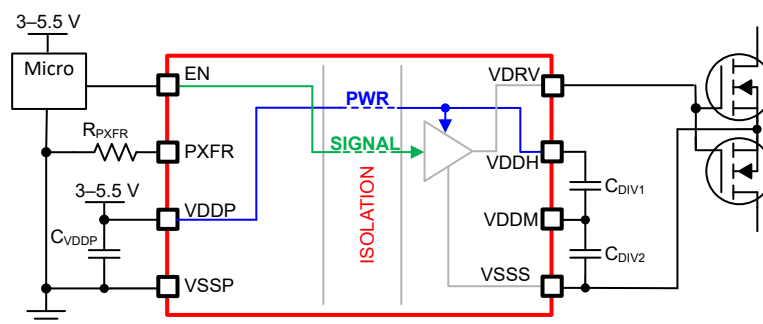 3–5.5 V
Micro
EN
PWR
VDRV
RPXFR
PXFR
SIGNAL
VDDH
3–5.5 V
CDIV1
VDDP
ISOLATION
VDDM
CVDDP
CDIV2
VSSP
VSSS